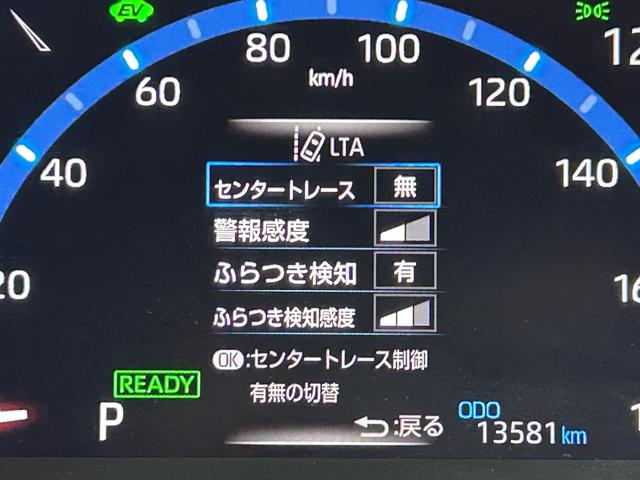 EV
80
100
12
km/h
60
120
LTA
40
140
センタートレース 無
警報感度
20
ふらつき検知 有
16
ふらつき検知感度
OK:センタートレース制御
有無の切替
READY
P
:戻る
ODO
13581 km